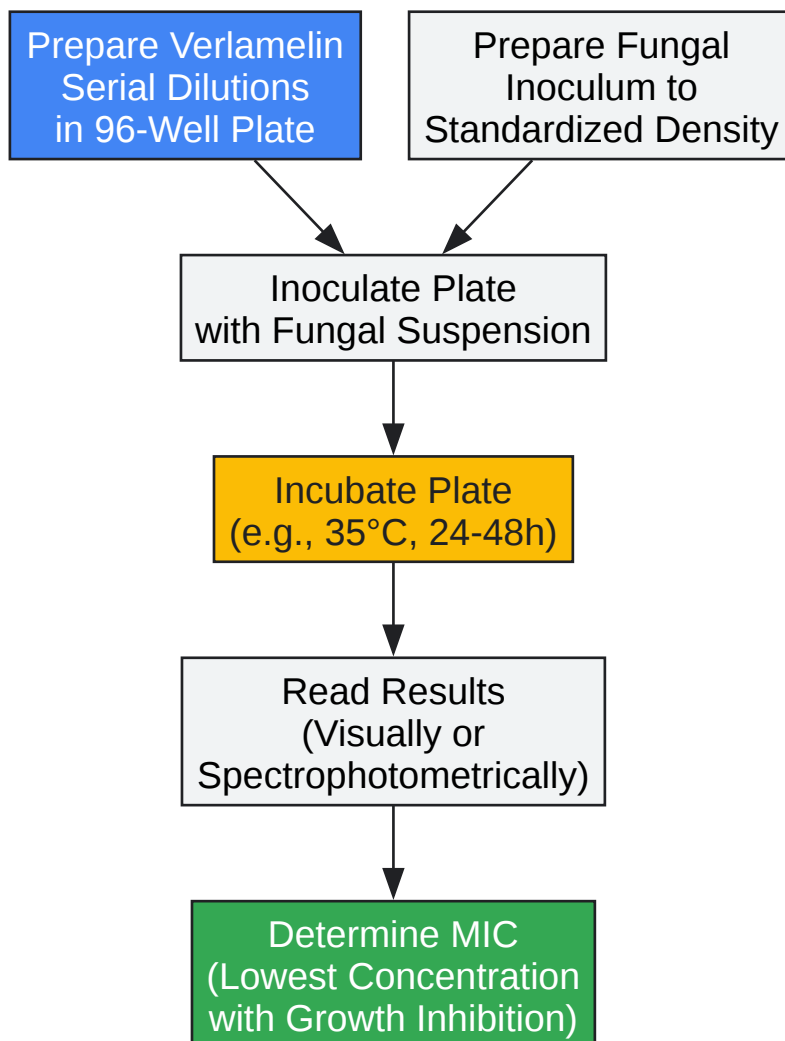 Prepare Verlamelin
Serial Dilutions
in 96-Well Plate
Prepare Fungal
Inoculum to
Standardized Density
Inoculate Plate
with Fungal Suspension
Incubate Plate
(e.g., 35°C, 24-48h)
Read Results
(Visually or
Spectrophotometrically)
Determine MIC
(Lowest Concentration
with Growth Inhibition)